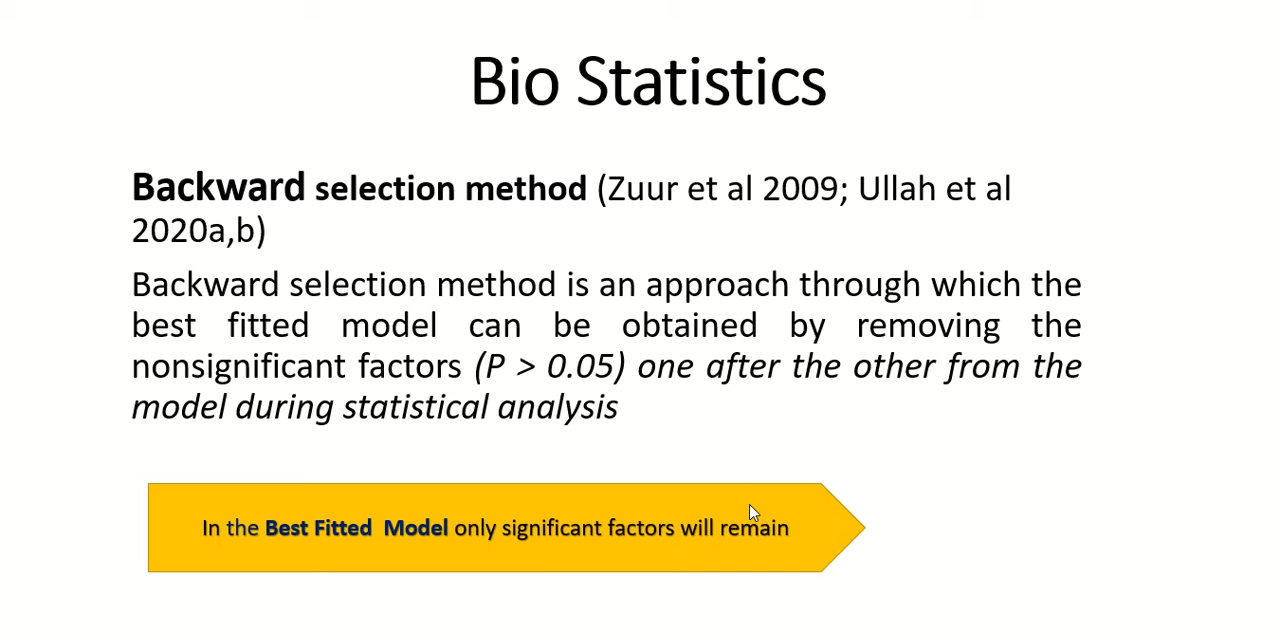 Bio Statistics
Backward selection method (Zuur et al 2009; Ullah et al
2020a,b)
Backward selection method is an approach through which the
best fitted model can be obtained by removing the
nonsignificant factors (P > 0.05) one after the other from the
model during statistical analysis
In the Best Fitted Model only significant factors will remain